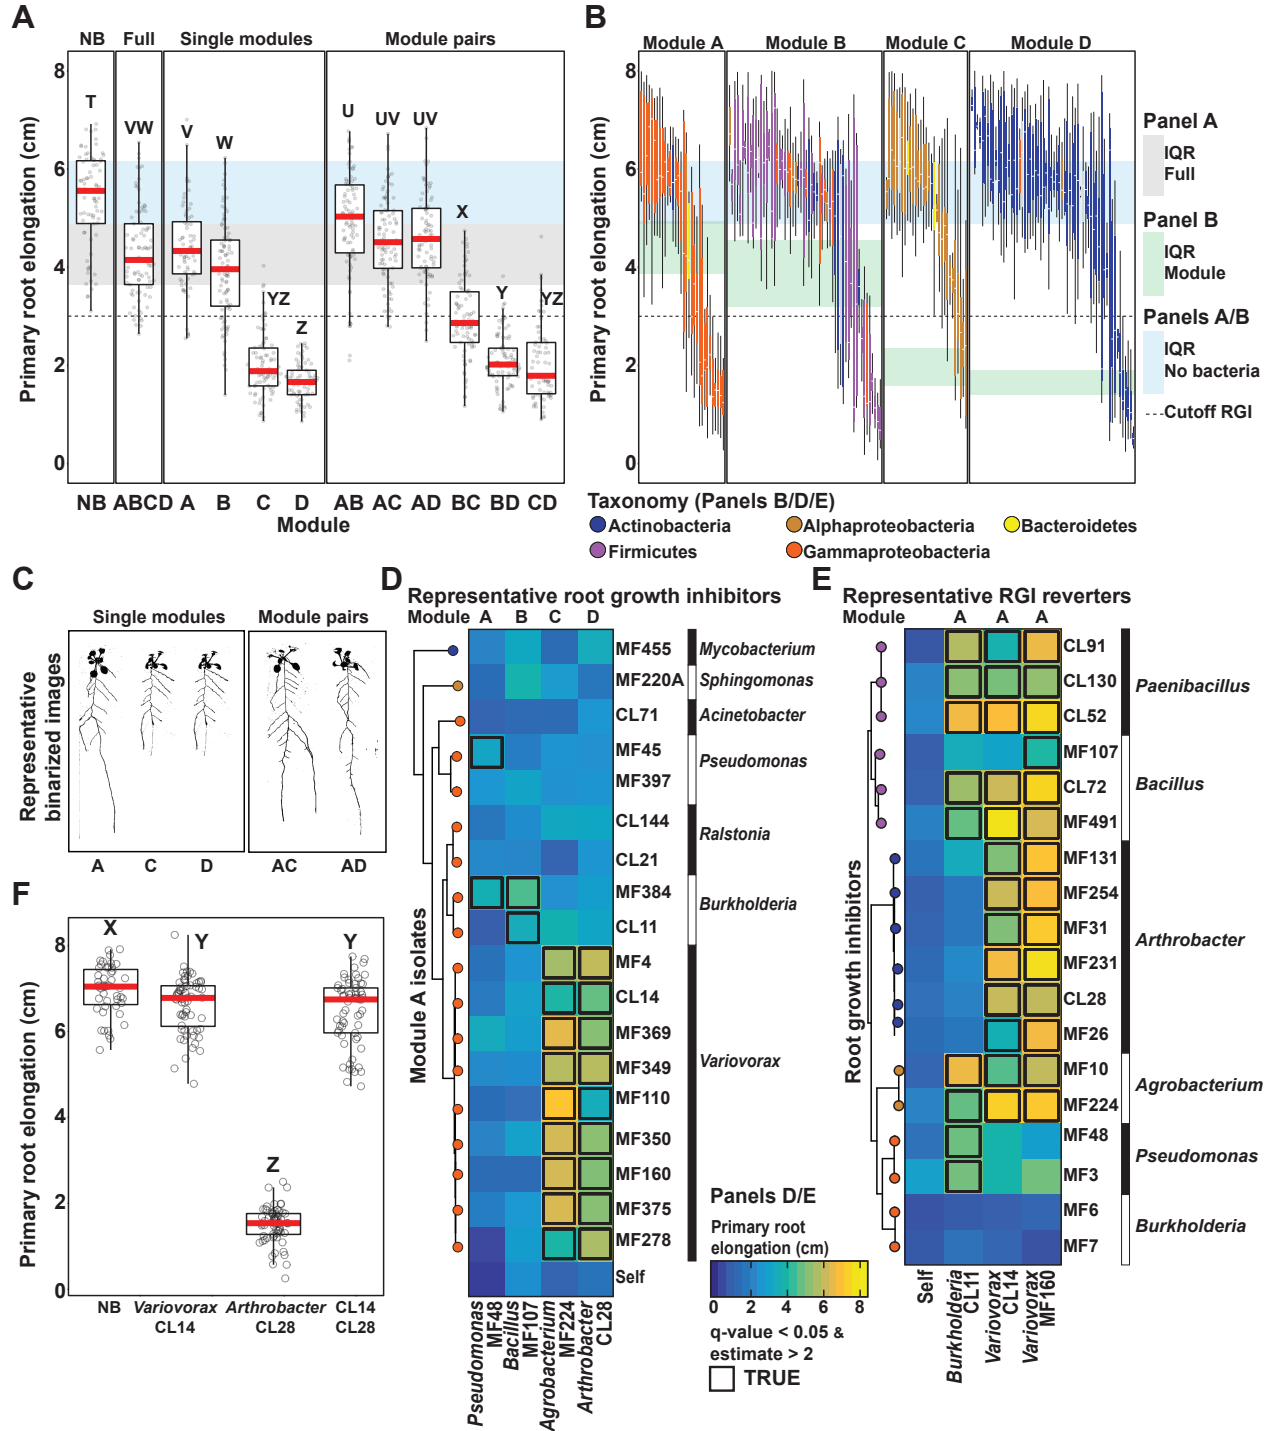 A
NB
Full
Single modules
Module pairs
Primary root elongation (cm)
8
6
4
2
0
T
VW
V
W
YZ
Z
U
UV
UV
X
Y
YZ
NB
ABCD
A
B
C
D
AB
AC
AD
BC
BD
CD
Module
B
Module A
Module B
Module C
Module D
Primary root elongation (cm)
8
6
4
2
0
Panel A
IQR
Full
Panel B
IQR
Module
Panels A/B
IQR
No bacteria
Cutoff RGI
Taxonomy (Panels B/D/E)
Actinobacteria
Alphaproteobacteria
Bacteroidetes
Firmicutes
Gammaproteobacteria
C
Single modules
Module pairs
Representative
binarized images
A
C
D
AC
AD
D
Representative root growth inhibitors
Module
A
B
C
D
Module A isolates
MF455
MF220A
CL71
MF45
MF397
CL144
CL21
MF384
CL11
MF4
CL14
MF369
MF349
MF110
MF350
MF160
MF375
MF278
Self
Mycobacterium
Sphingomonas
Acinetobacter
Pseudomonas
Ralstonia
Burkholderia
Variovorax
Pseudomonas
MF48
Bacillus
MF107
Agrobacterium
MF224
Arthrobacter
CL28
Panels D/E
Primary root
elongation (cm)
0
2
4
6
8
q-value < 0.05 &
estimate > 2
TRUE
E
Representative RGI reverters
Module
A
A
A
Root growth inhibitors
CL91
CL130
CL52
MF107
CL72
MF491
MF131
MF254
MF31
MF231
CL28
MF26
MF10
MF224
MF48
MF3
MF6
MF7
Paenibacillus
Bacillus
Arthrobacter
Agrobacterium
Pseudomonas
Burkholderia
Self
Burkholderia
CL11
Variovorax
CL14
Variovorax
MF160
F
Primary root elongation (cm)
8
6
4
2
0
X
Y
Z
Y
NB
Variovorax
CL14
Arthrobacter
CL28
CL14
CL28